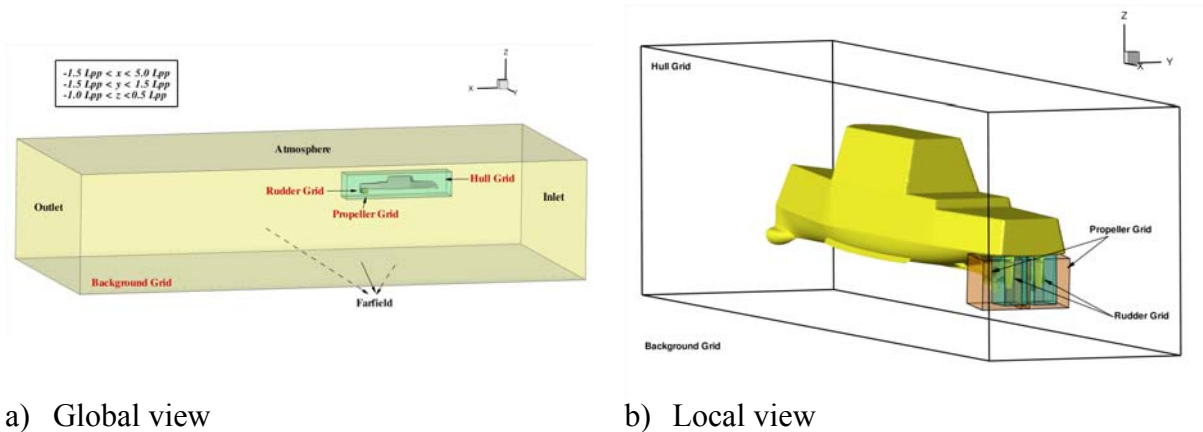 -1.5 Lpp < x < 5.0 Lpp
-1.5 Lpp < y < 1.5 Lpp
-1.0 Lpp < z <0.5 Lpp
Z
X
Y
Atmosphere
Hull Grid
Rudder Grid
Outlet
Inlet
Propeller Grid
Background Grid
Farfield
a) Global view
Hull Grid
Z
X
Y
Propeller Grid
Rudder Grid
Background Grid
b) Local view